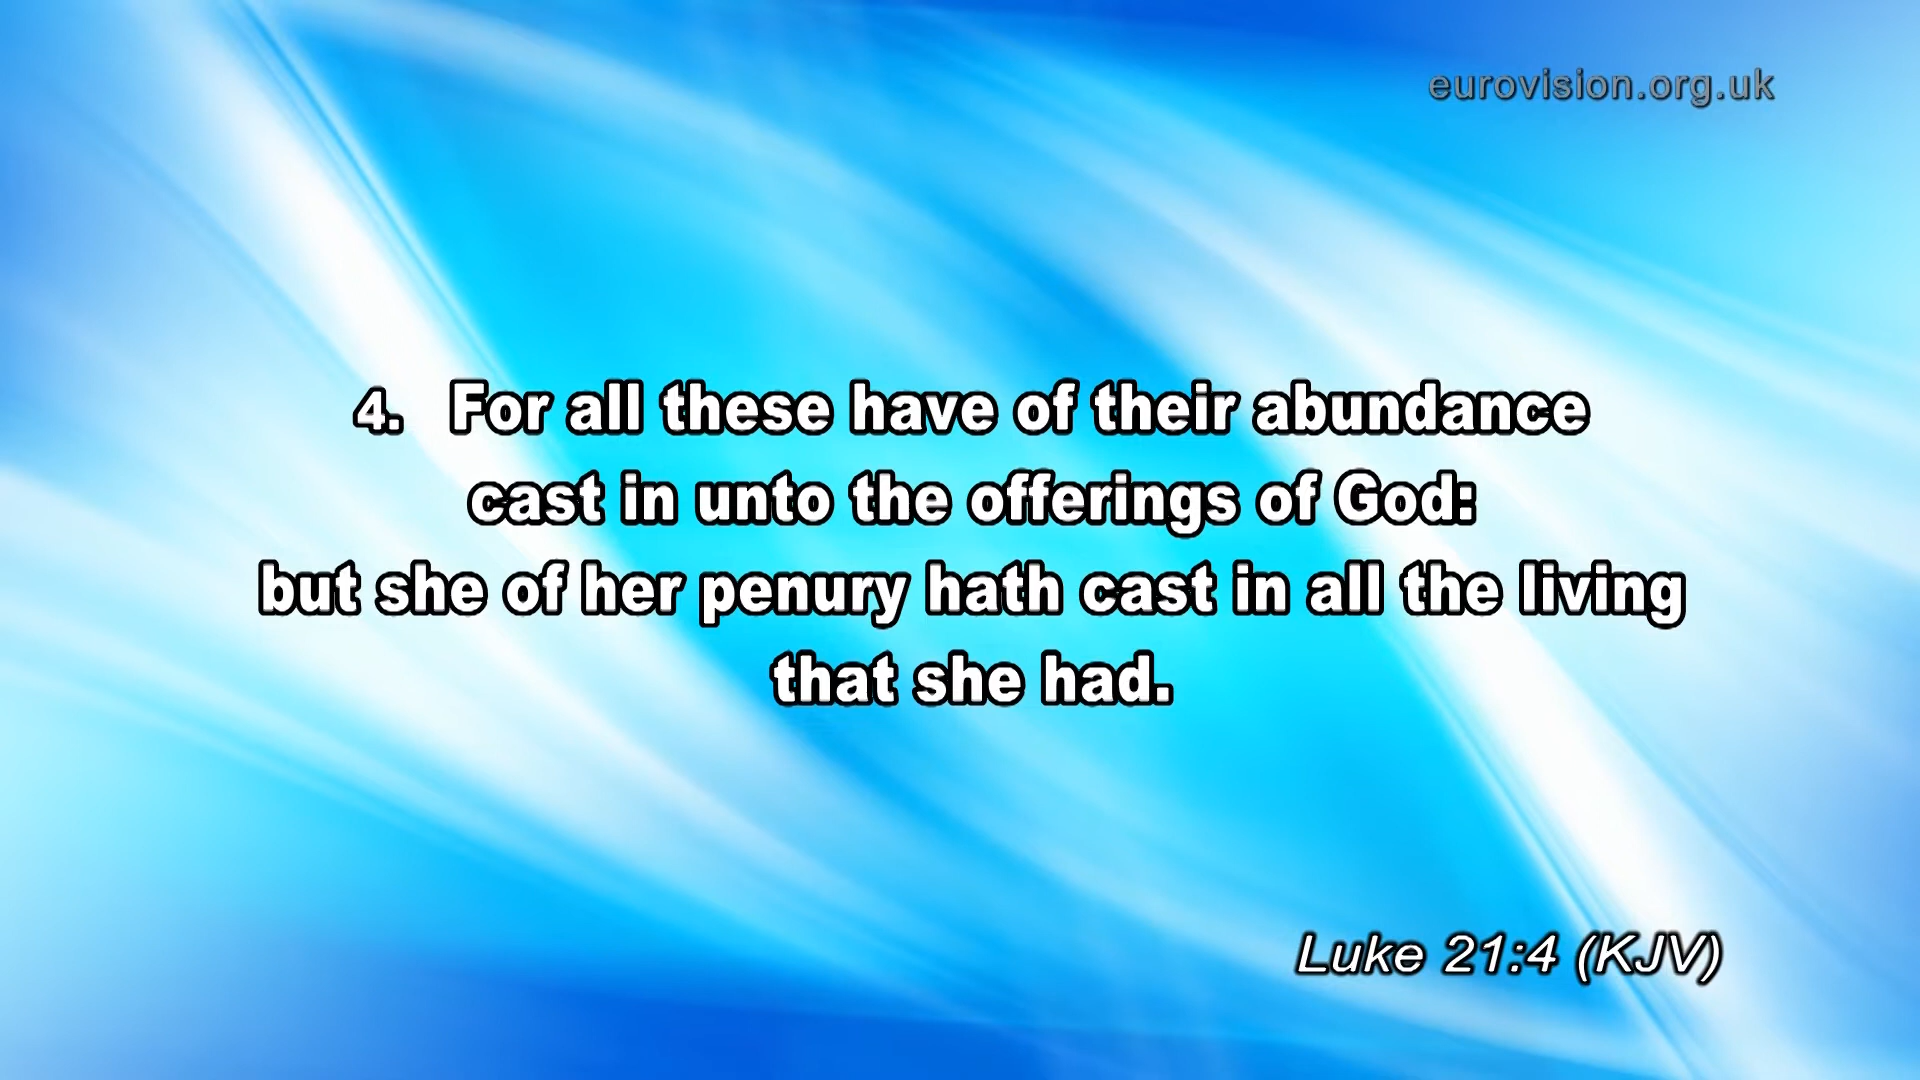 eurovision.org.uk
4. For all these have of their abundance
cast in unto the offerings of God:
but she of her penury hath cast in all the living
that she had.
Luke 21:4 (KJV)